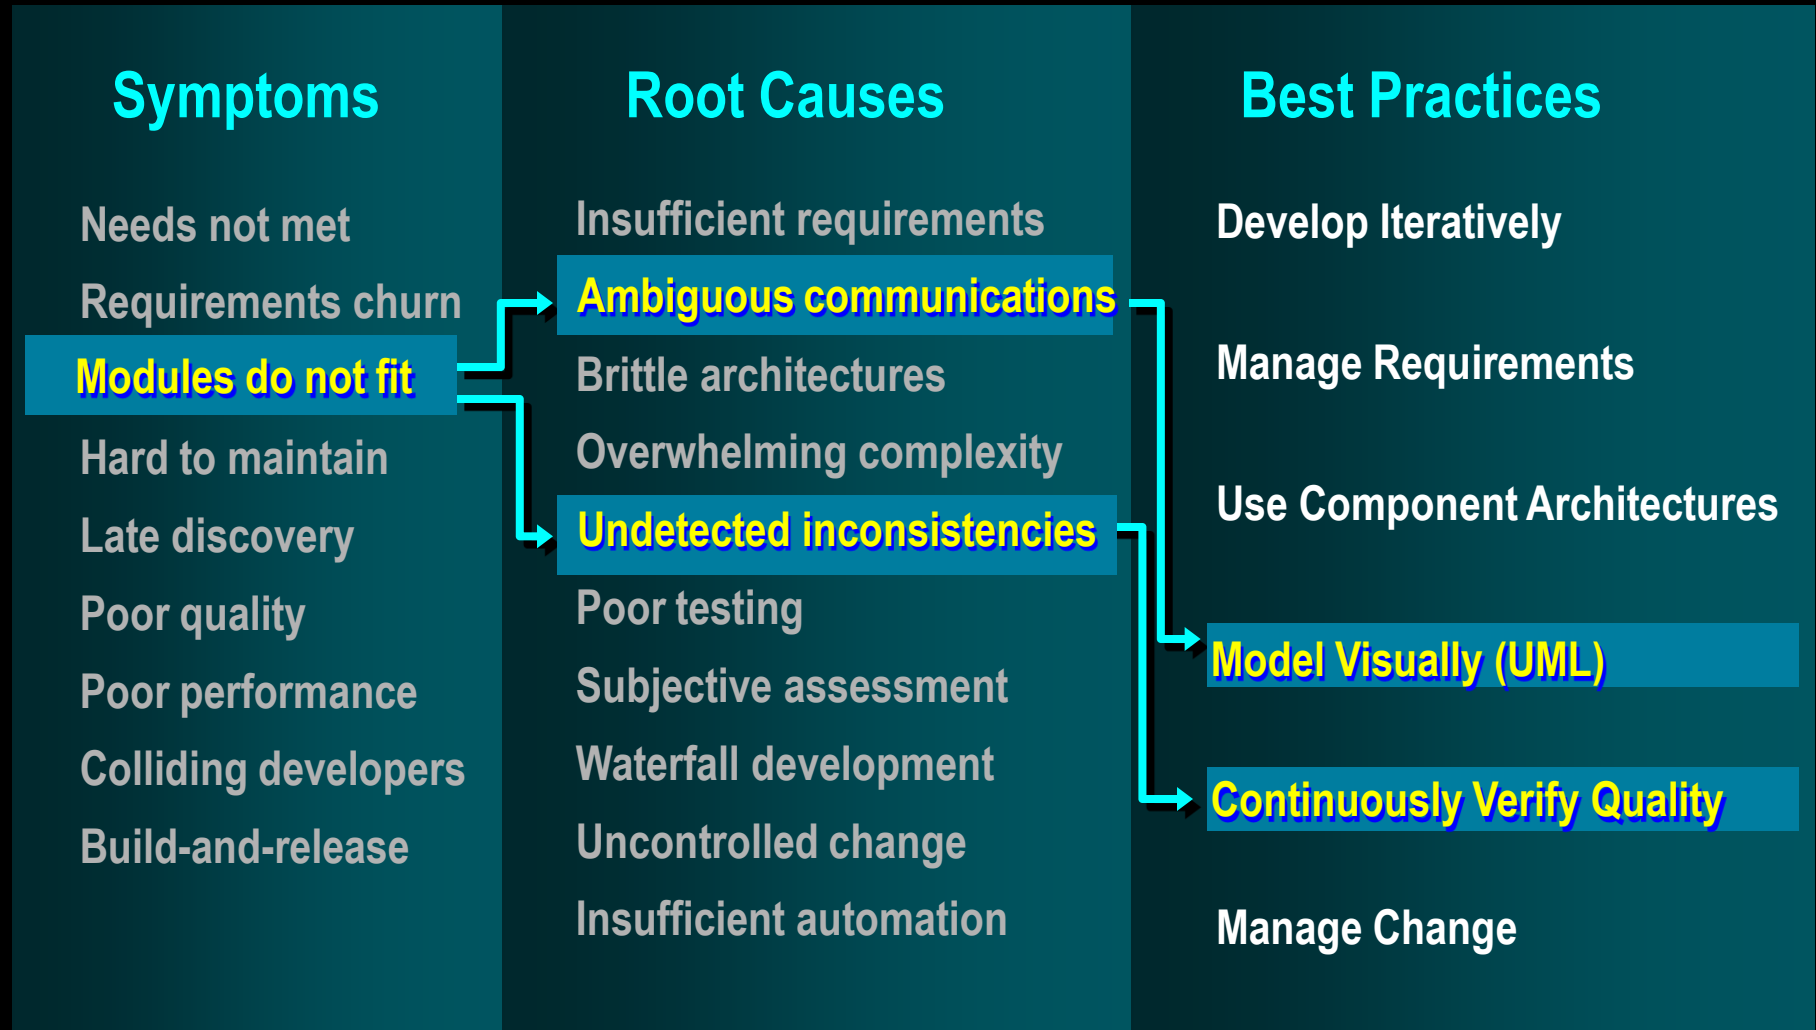 Symptoms
Needs not met
Requirements churn
Modules do not fit
Hard to maintain
Late discovery
Poor quality
Poor performance
Colliding developers
Build-and-release
Root Causes
Insufficient requirements
Ambiguous communications
Brittle architectures
Overwhelming complexity
Undetected inconsistencies
Poor testing
Subjective assessment
Waterfall development
Uncontrolled change
Insufficient automation
Best Practices
Develop Iteratively
Manage Requirements
Use Component Architectures
Model Visually (UML)
Continuously Verify Quality
Manage Change